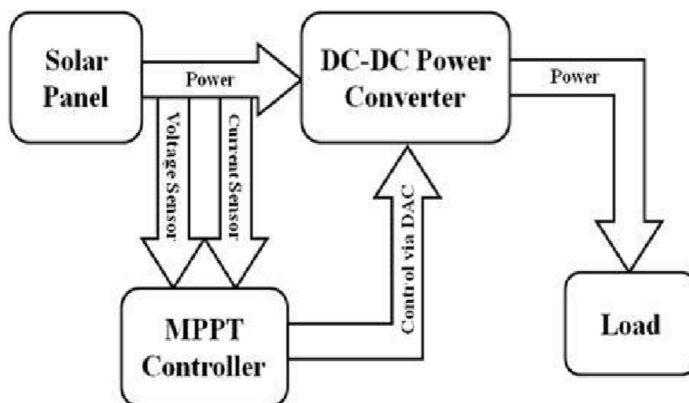 Solar
Panel
Power
DC-DC Power
Converter
Power
Voltage Sensor
Current Sensor
Control via DAC
MPPT
Controller
Load